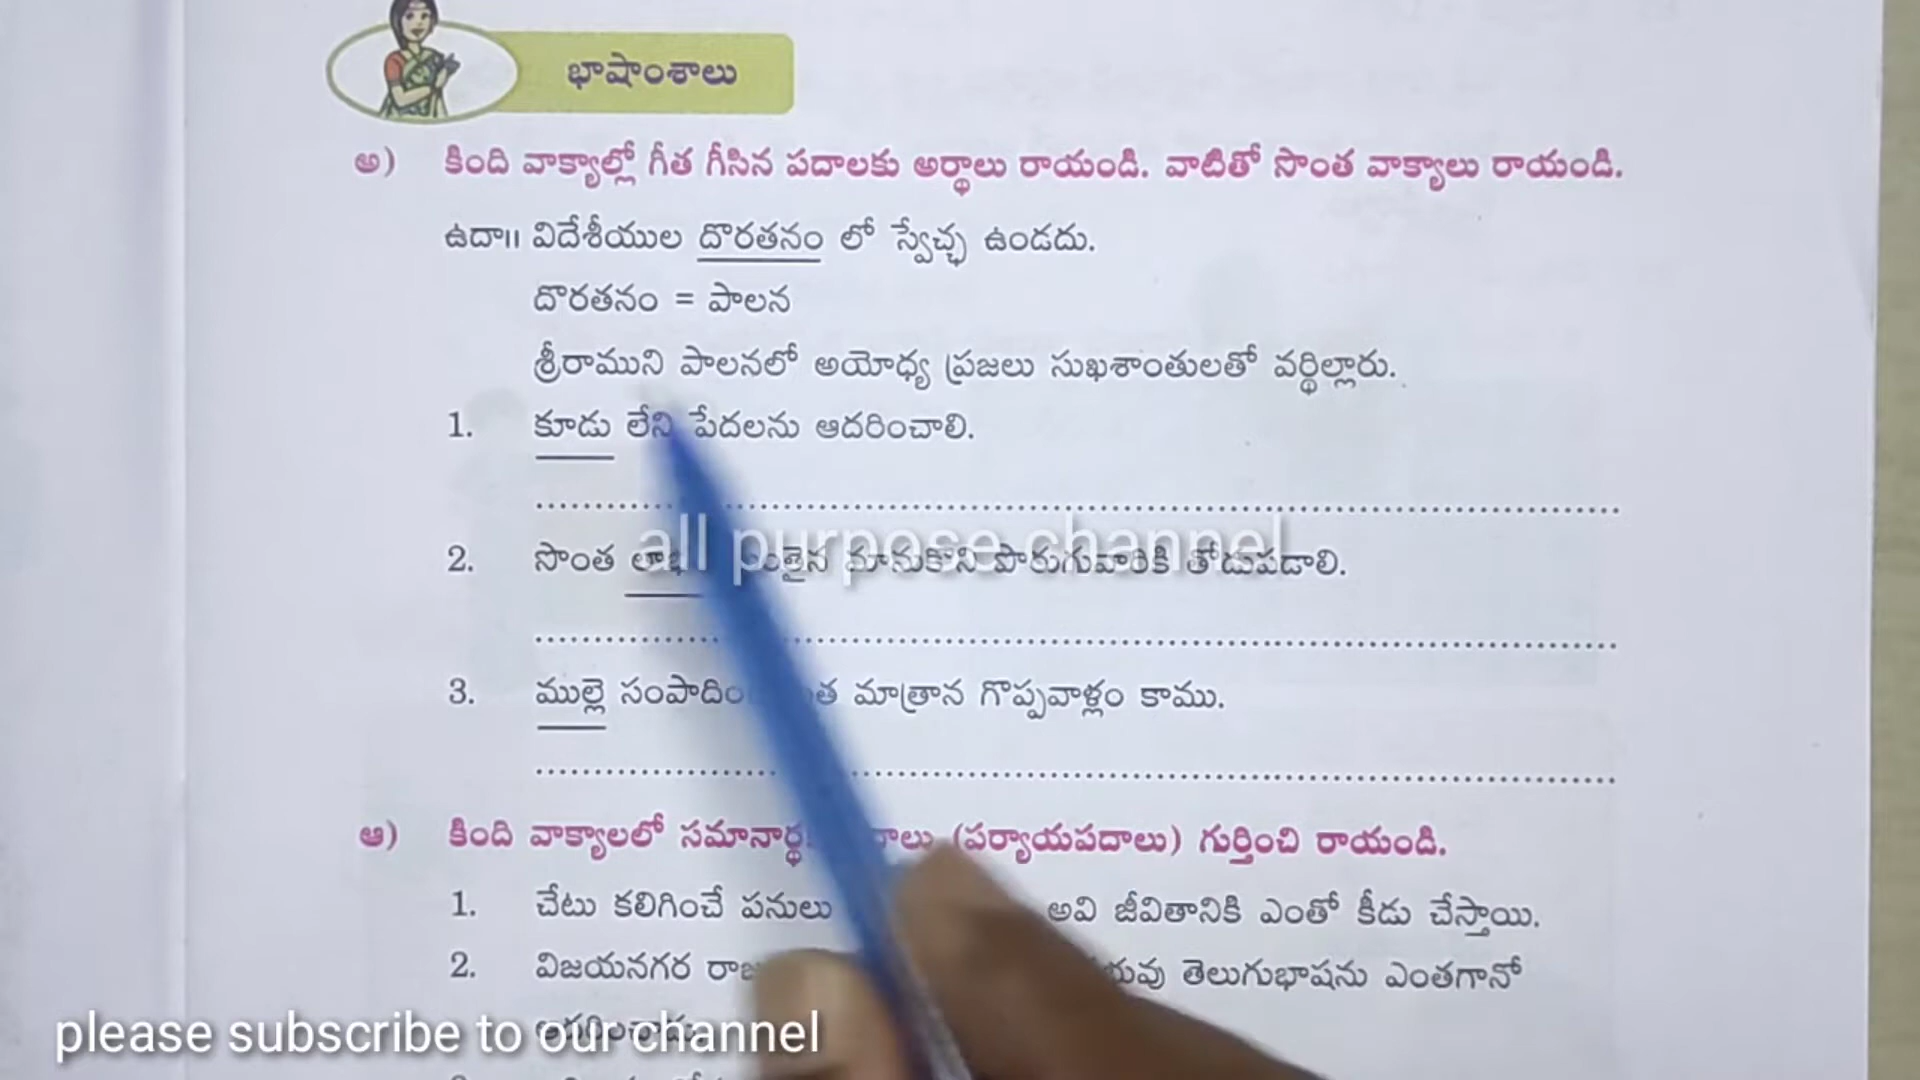 భాషాంశాలు
అ) కింది వాక్యాల్లో గీత గీసిన పదాలకు అర్థాలు రాయండి. వాటితో సొంత వాక్యాలు రాయండి.
ఉదా॥ విదేశీయుల దొరతనం లో స్వేచ్ఛ ఉండదు.
దొరతనం = పాలన
శ్రీరాముని పాలనలో అయోధ్య ప్రజలు సుఖశాంతులతో వర్థిల్లారు.
1. కూడు లేని పేదలను ఆదరించాలి.
all purpose channel
2. సొంత మానుకొని పొరుగువారికి తోడుపడాలి.
3. ముల్లె మాత్రాన గొప్పవాళ్లం కాము.
ఆ) కింది వాక్యాలలో (పర్యాయపదాలు) గుర్తించి రాయండి.
1. చేటు కలిగించే పనులు అవి జీవితానికి ఎంతో కీడు చేస్తాయి.
2. విజయనగర తెలుగుభాషను ఎంతగానో
please subscribe to our channel